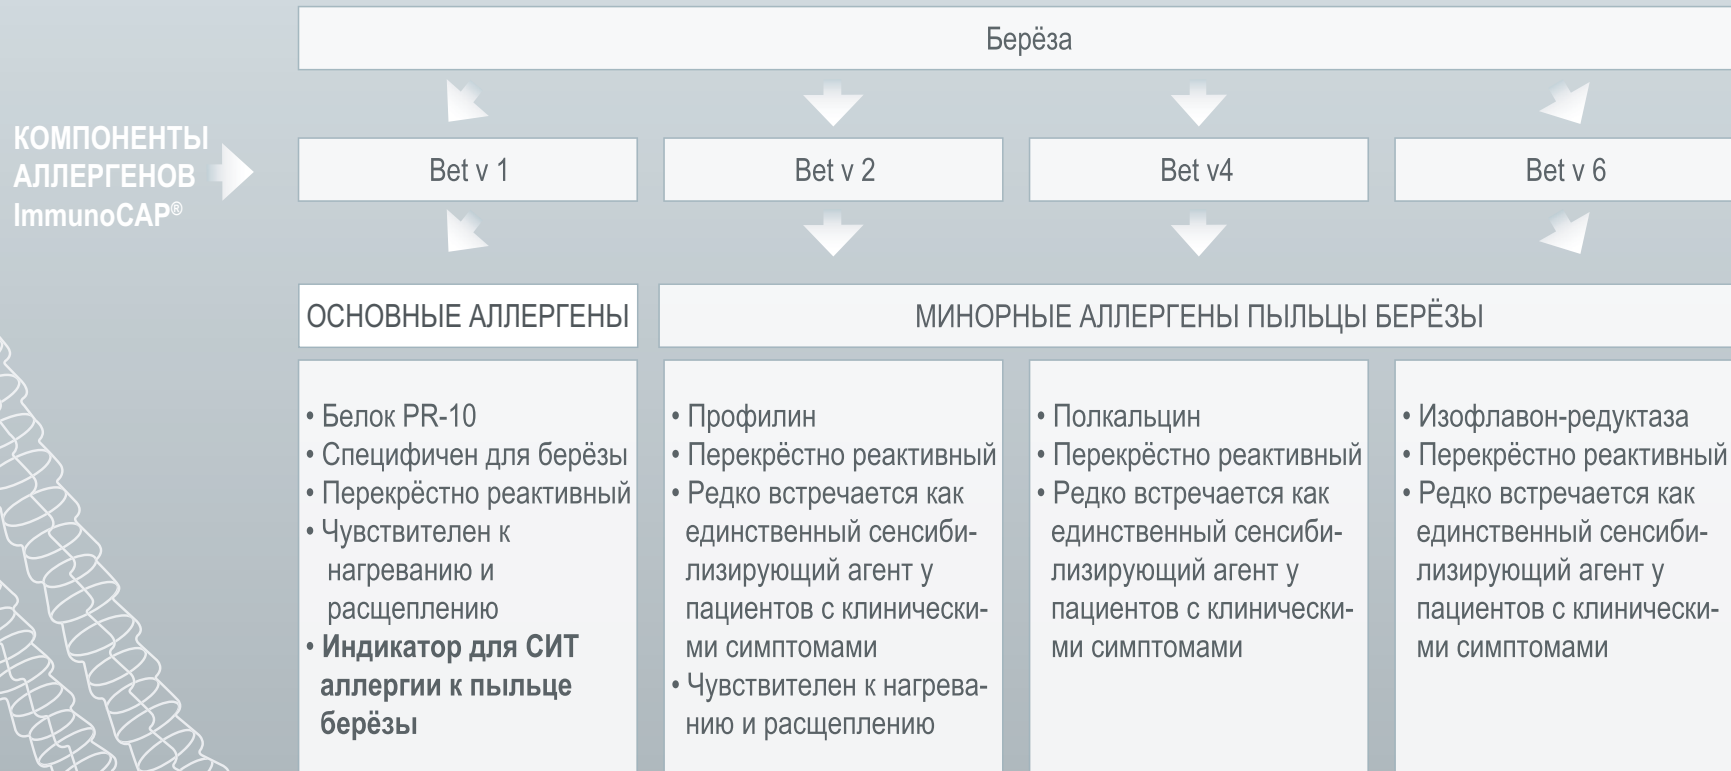 Берёза
КОМПОНЕНТЫ
АЛЛЕРГЕНОВ
ImmunoCAP®
Bet v 1
Bet v 2
Bet v4
Bet v 6
ОСНОВНЫЕ АЛЛЕРГЕНЫ
МИНОРНЫЕ АЛЛЕРГЕНЫ ПЫЛЬЦЫ БЕРЁЗЫ
• Белок PR-10
• Специфичен для берёзы
• Перекрёстно реактивный
• Чувствителен к
нагреванию и
расщеплению
• Индикатор для СИТ
аллергии к пыльце
берёзы
• Профилин
• Перекрёстно реактивный
• Редко встречается как
единственный сенсиби-
лизирующий агент у
пациентов с клинически-
ми симптомами
• Чувствителен к нагрева-
нию и расщеплению
• Полкальцин
• Перекрёстно реактивный
• Редко встречается как
единственный сенсиби-
лизирующий агент у
пациентов с клинически-
ми симптомами
• Изофлавон-редуктаза
• Перекрёстно реактивный
• Редко встречается как
единственный сенсиби-
лизирующий агент у
пациентов с клинически-
ми симптомами